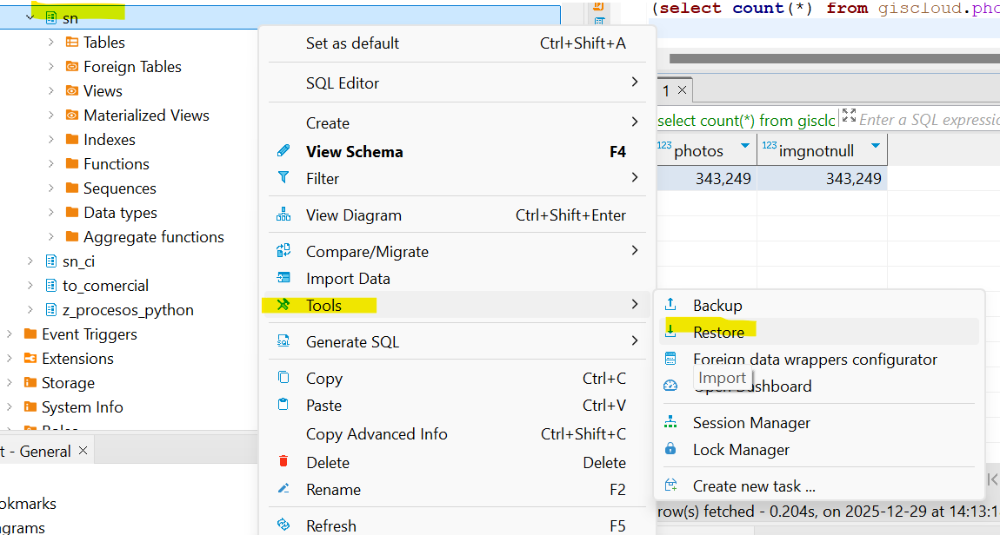 sn
Tables
Foreign Tables
Views
Materialized Views
Indexes
Functions
Sequences
Data types
Aggregate functions
sn_ci
to_comercial
z_procesos_python
Event Triggers
Extensions
Storage
System Info
t - General
okmarks
agrams
Set as default Ctrl+Shift+A
SQL Editor
Create
View Schema F4
Filter
View Diagram Ctrl+Shift+Enter
Compare/Migrate
Import Data
Tools
Generate SQL
Copy Ctrl+C
Paste Ctrl+V
Copy Advanced Info Ctrl+Shift+C
Delete Delete
Rename F2
Refresh F5
(select count(*) from giscloud.pho
1
select count(*) from gisclc Enter a SQL expressio
123 photos 123 imgnotnull
343,249 343,249
Backup
Restore
Foreign data wrappers configurator
Import
Open Dashboard
Session Manager
Lock Manager
Create new task ...
row(s) fetched - 0.204s, on 2025-12-29 at 14:13:1